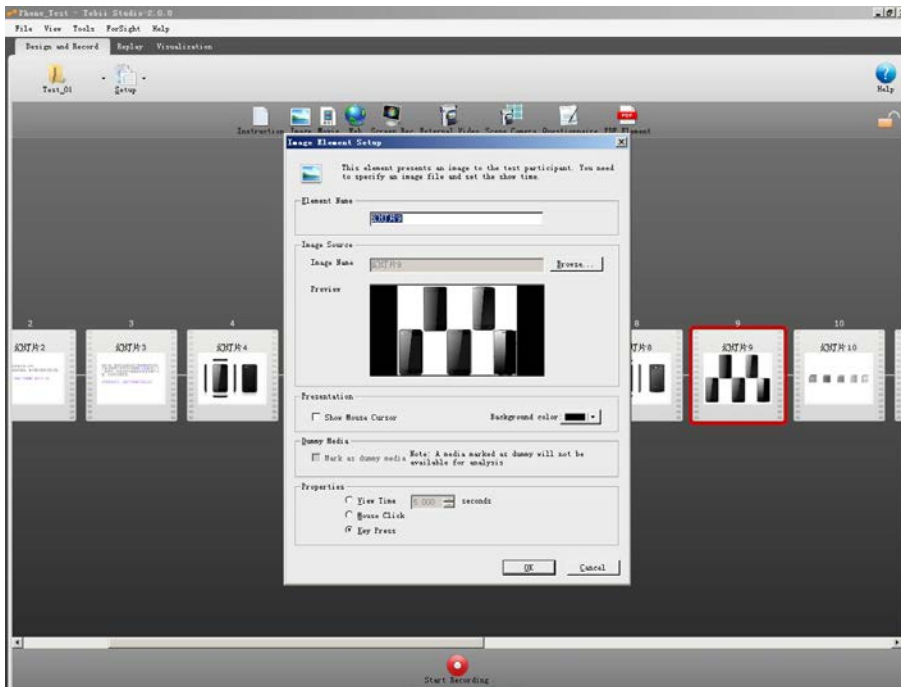 Phone_Test - Tobii Studio 2.0.0
File View Tools ForSight Help
Design and Record Replay Visualization
Test_01 Setup Help
Instruction Image Movie Web Screen Rec External Video Scene Camera Questionnaire PDF Element
Image Element Setup
This element presents an image to the test participant. You need
to specify an image file and set the show time.
Element Name
幻灯片9
Image Source
Image Name 幻灯片9 Browse...
Preview
2 3 4 8 9 10
幻灯片2 幻灯片3 幻灯片4 灯片8 幻灯片9 幻灯片10
Presentation
Show Mouse Cursor Background color
Dummy Media
Mark as dummy media Note: A media marked as dummy will not be
available for analysis
Properties
View Time 5.000 seconds
Mouse Click
Key Press
OK Cancel
Start Recording